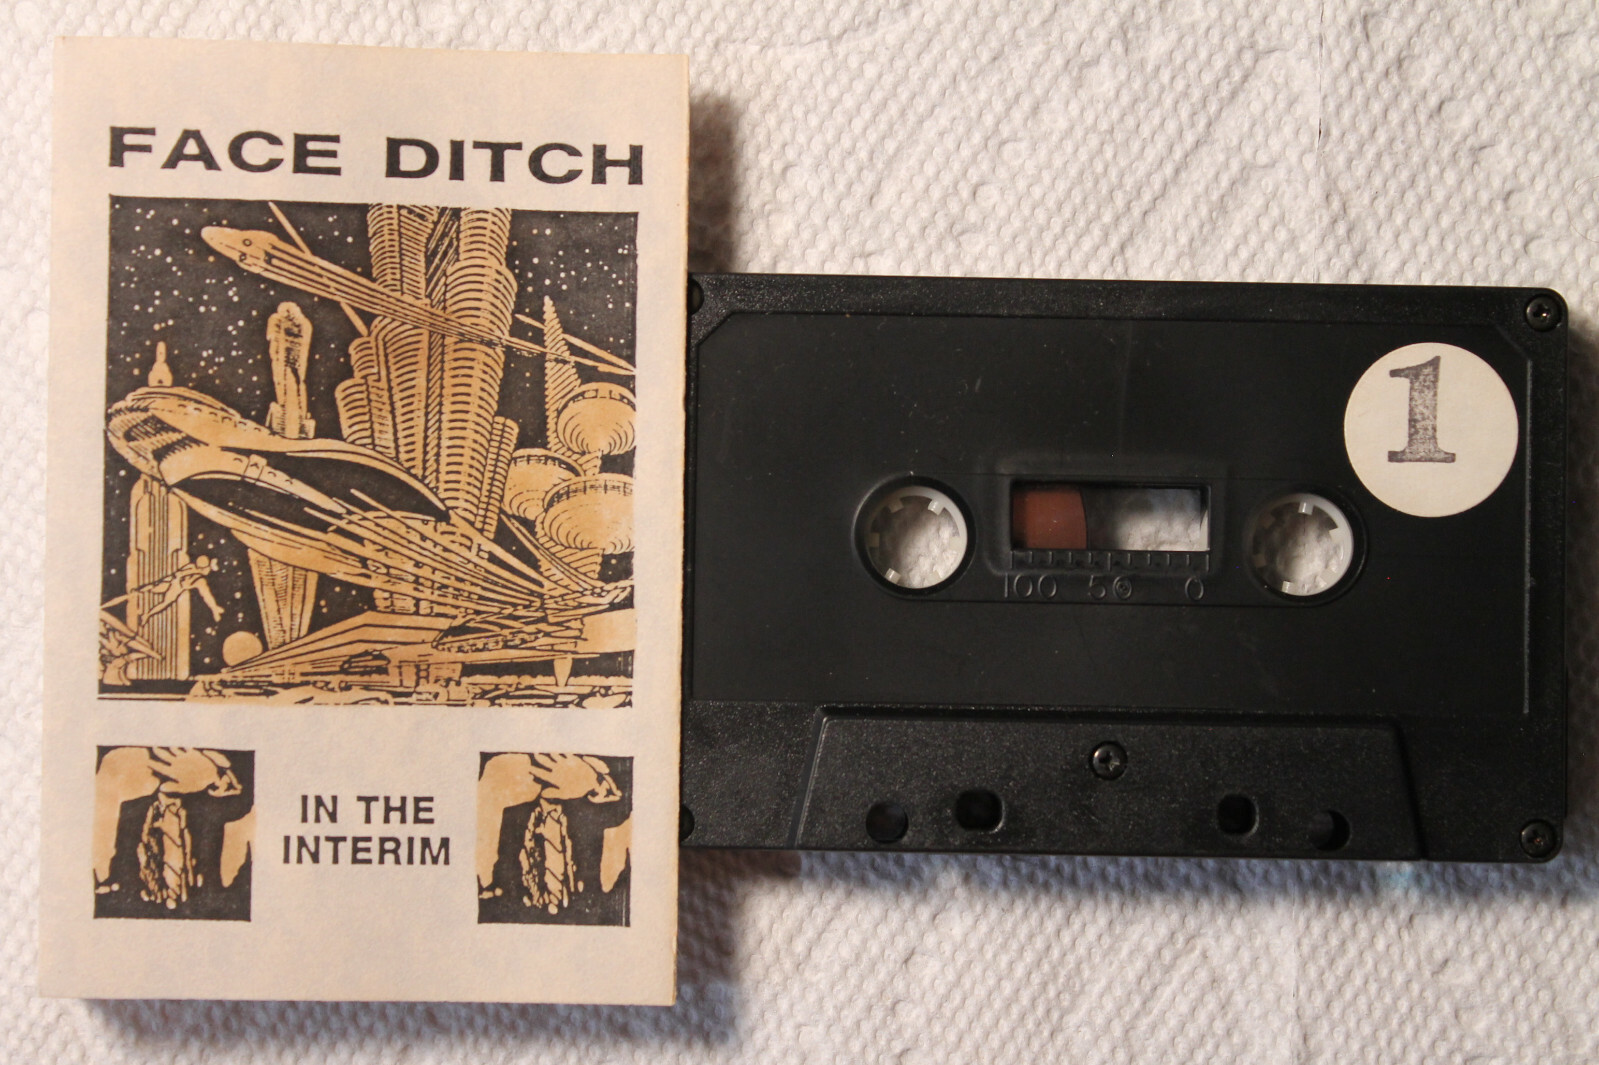 FACE DITCH
IN THE
INTERIM
1
100 50 0